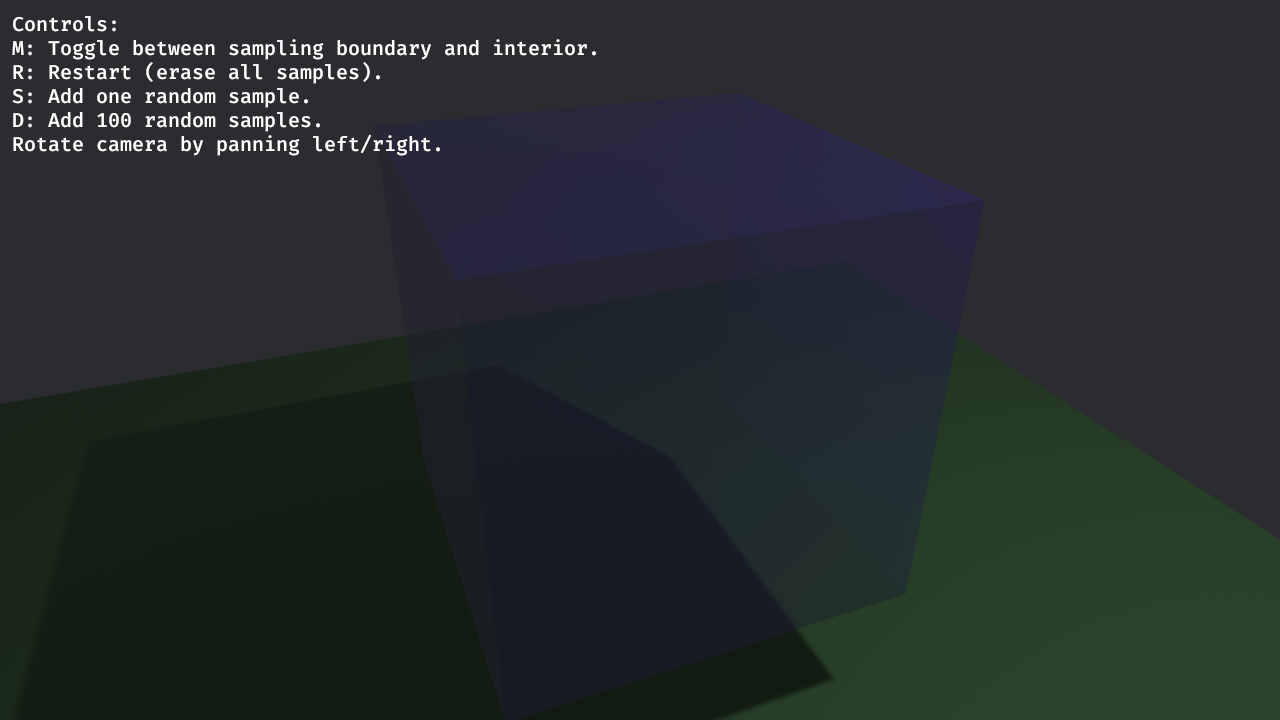 Controls:
M: Toggle between sampling boundary and interior.
R: Restart (erase all samples).
S: Add one random sample.
D: Add 100 random samples.
Rotate camera by panning left/right.